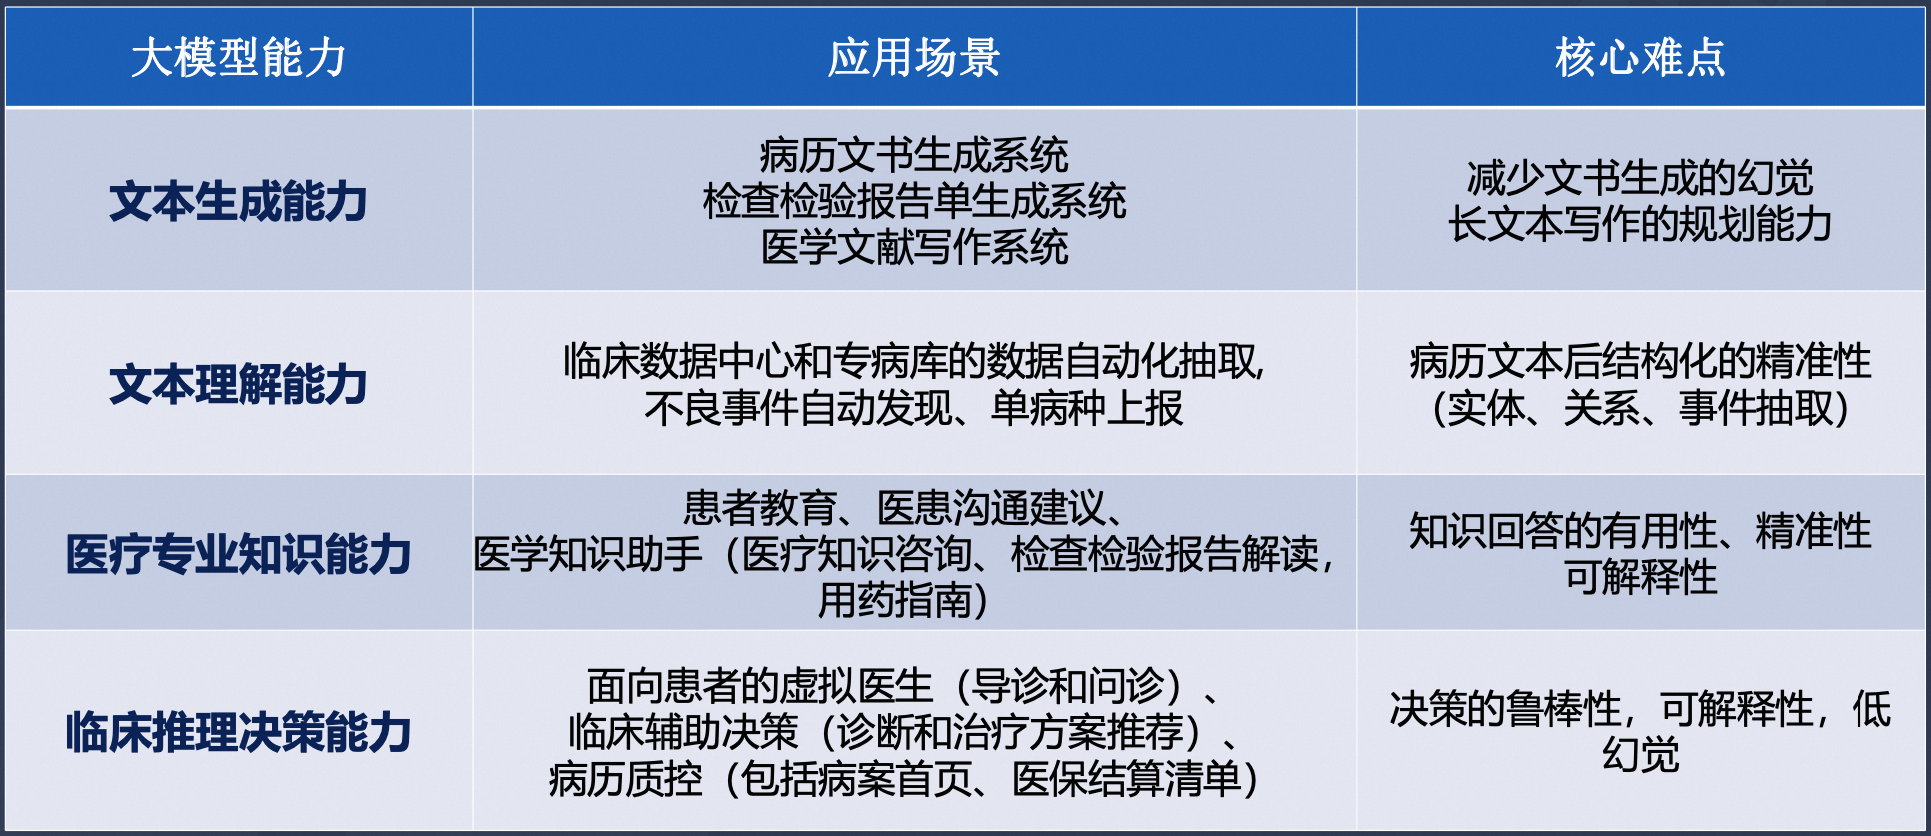 大模型能力
应用场景
核心难点
文本生成能力
病历文书生成系统
检查检验报告单生成系统
医学文献写作系统
减少文书生成的幻觉
长文本写作的规划能力
文本理解能力
临床数据中心和专病库的数据自动化抽取,
不良事件自动发现、单病种上报
病历文本后结构化的精准性
（实体、关系、事件抽取）
医疗专业知识能力
患者教育、医患沟通建议、
医学知识助手（医疗知识咨询、检查检验报告解读，
用药指南）
知识回答的有用性、精准性
可解释性
临床推理决策能力
面向患者的虚拟医生（导诊和问诊）、
临床辅助决策（诊断和治疗方案推荐）、
病历质控（包括病案首页、医保结算清单）
决策的鲁棒性，可解释性，低
幻觉